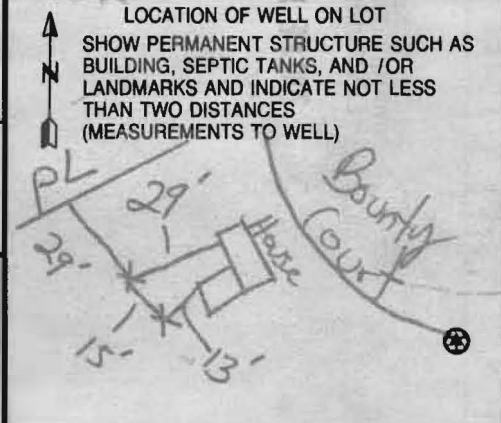 LOCATION OF WELL ON LOT
SHOW PERMANENT STRUCTURE SUCH AS
BUILDING, SEPTIC TANKS, AND / OR
LANDMARKS AND INDICATE NOT LESS
THAN TWO DISTANCES
(MEASUREMENTS TO WELL)
N
PL
29'
29'
House
Bounty
Court
15'
13'